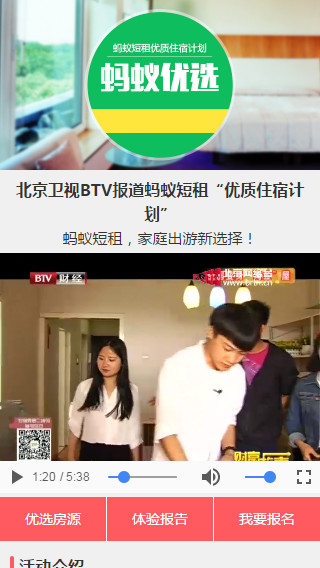 蚂蚁短租优质住宿计划
蚂蚁优选
北京卫视BTV报道蚂蚁短租“优质住宿计
划”
蚂蚁短租，家庭出游新选择！
BTV 财经
1:20 / 5:38
优选房源
体验报告
我要报名
活动介绍